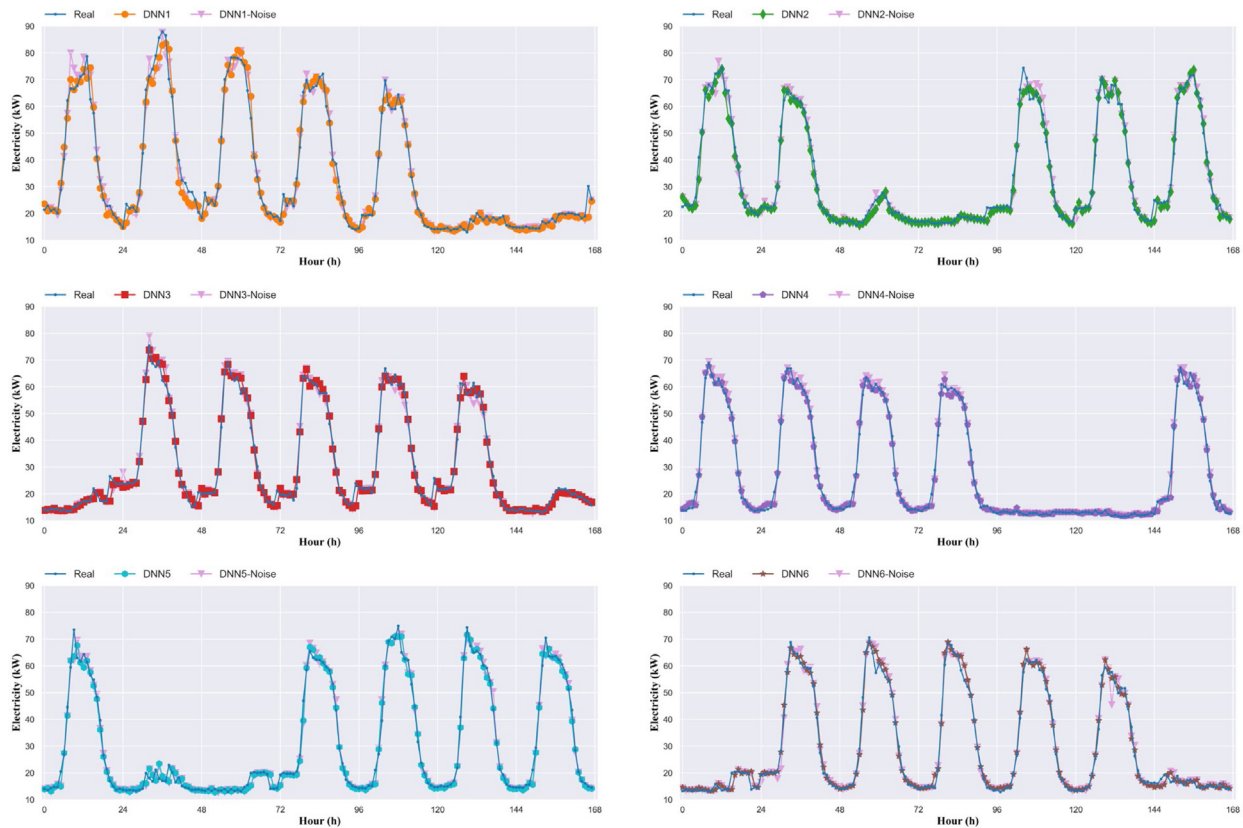 Real DNN1 DNN1-Noise
90
80
70
60
50
40
30
20
10
Electricity (kW)
0 24 48 72 96 120 144 168
Hour (h)
Real DNN2 DNN2-Noise
90
80
70
60
50
40
30
20
10
Electricity (kW)
0 24 48 72 96 120 144 168
Hour (h)
Real DNN3 DNN3-Noise
90
80
70
60
50
40
30
20
10
Electricity (kW)
0 24 48 72 96 120 144 168
Hour (h)
Real DNN4 DNN4-Noise
90
80
70
60
50
40
30
20
10
Electricity (kW)
0 24 48 72 96 120 144 168
Hour (h)
Real DNN5 DNN5-Noise
90
80
70
60
50
40
30
20
10
Electricity (kW)
0 24 48 72 96 120 144 168
Hour (h)
Real DNN6 DNN6-Noise
90
80
70
60
50
40
30
20
10
Electricity (kW)
0 24 48 72 96 120 144 168
Hour (h)